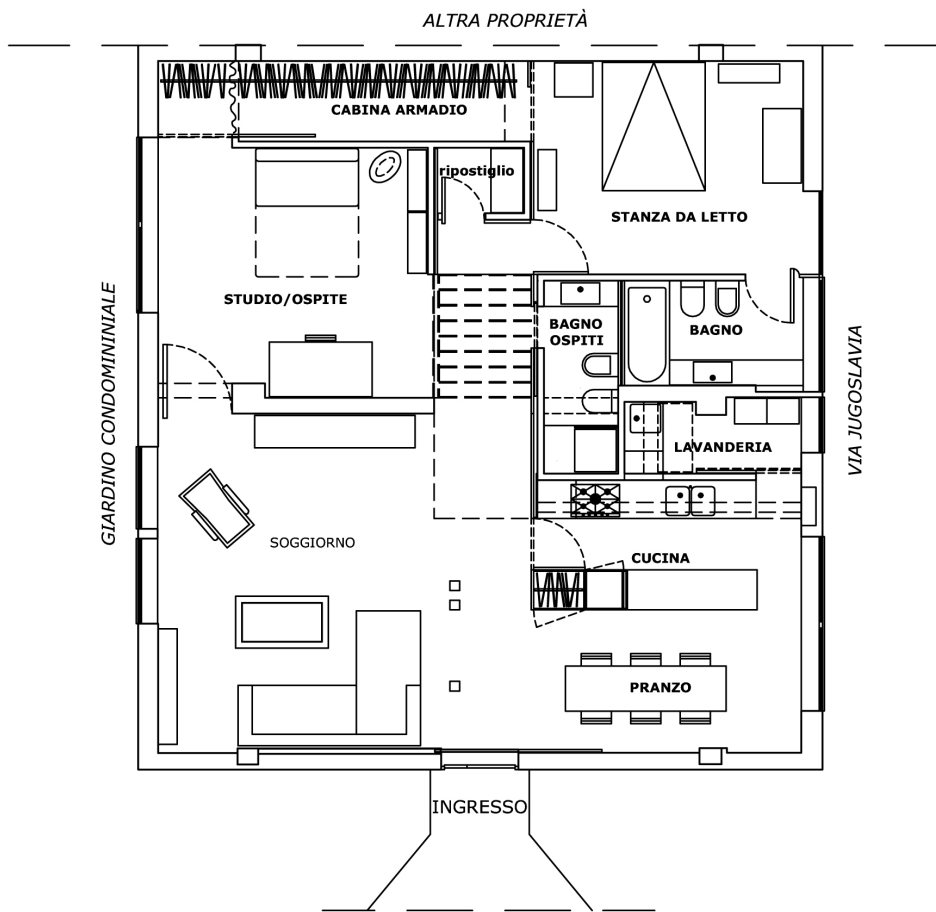 ALTRA PROPRIETÀ
CABINA ARMADIO
ripostiglio
STANZA DA LETTO
STUDIO/OSPITE
BAGNO
OSPITI
BAGNO
GIARDINO CONDOMININIALE
VIA JUGOSLAVIA
LAVANDERIA
SOGGIORNO
CUCINA
PRANZO
INGRESSO